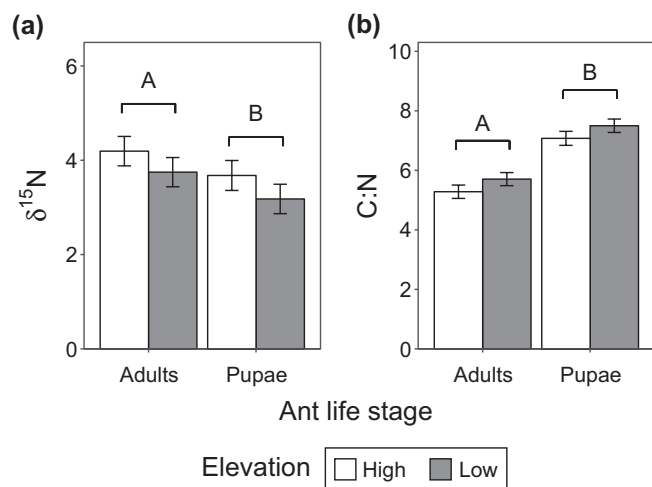 (a)
δ15N
6
4
2
0
A
B
Adults
Pupae
(b)
C:N
10
8
6
4
2
0
A
B
Adults
Pupae
Ant life stage
Elevation High Low